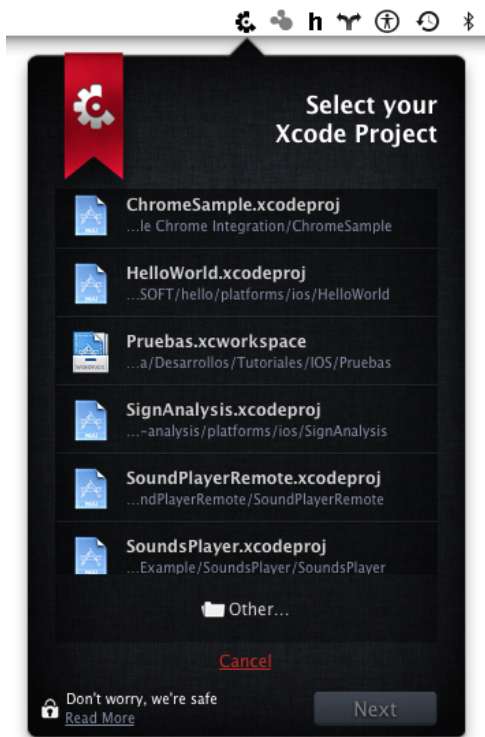 h
Select your
Xcode Project
ChromeSample.xcodeproj
...le Chrome Integration/ChromeSample
HelloWorld.xcodeproj
...SOFT/hello/platforms/ios/HelloWorld
Pruebas.xcworkspace
...a/Desarrollos/Tutoriales/IOS/Pruebas
SignAnalysis.xcodeproj
...-analysis/platforms/ios/SignAnalysis
SoundPlayerRemote.xcodeproj
...ndPlayerRemote/SoundPlayerRemote
SoundsPlayer.xcodeproj
...Example/SoundsPlayer/SoundsPlayer
Other...
Cancel
Don't worry, we're safe
Read More
Next